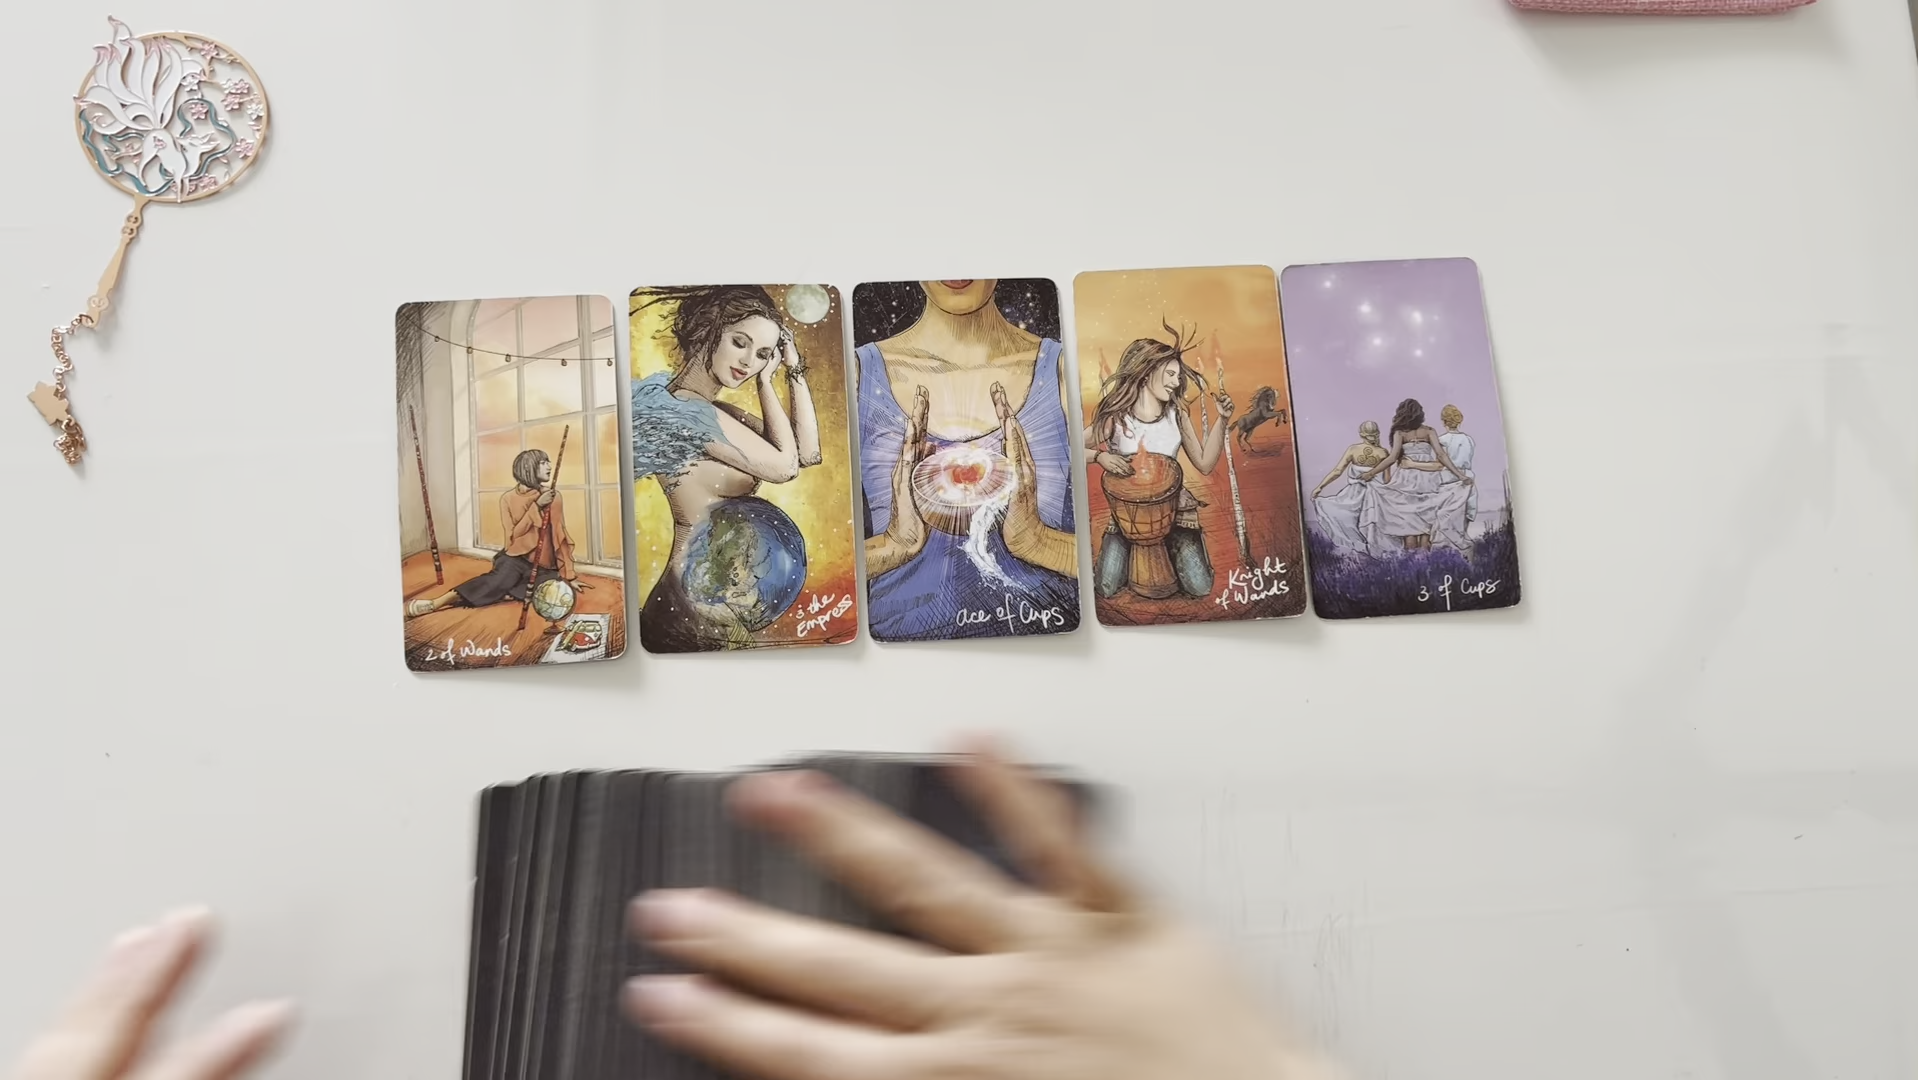 2 of Wands
3 the
Empress
ace of Cups
Knight
of Wands
3 of Cups